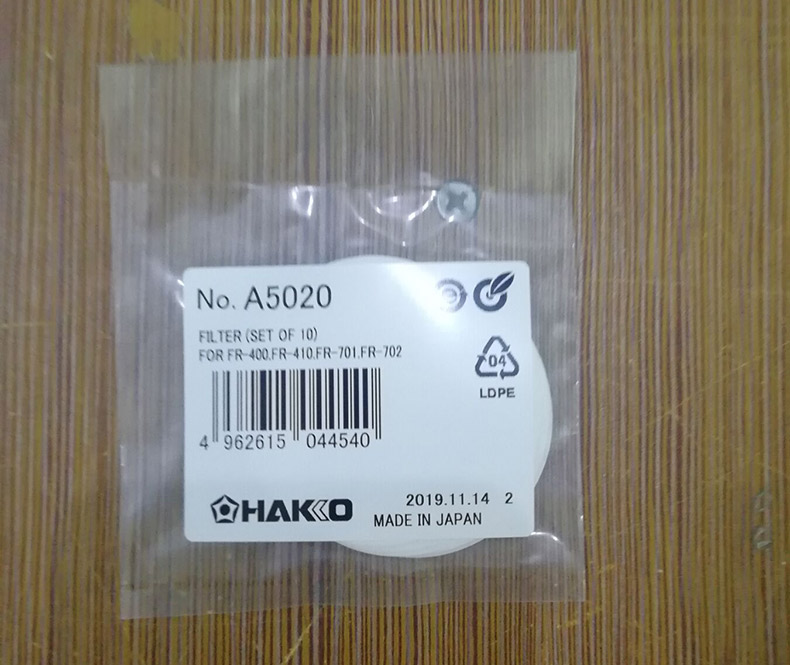 No. A5020
FILTER (SET OF 10)
FOR FR-400,FR-410,FR-701,FR-702
04
LDPE
4 962615 044540
HAKKO
2019.11.14 2
MADE IN JAPAN